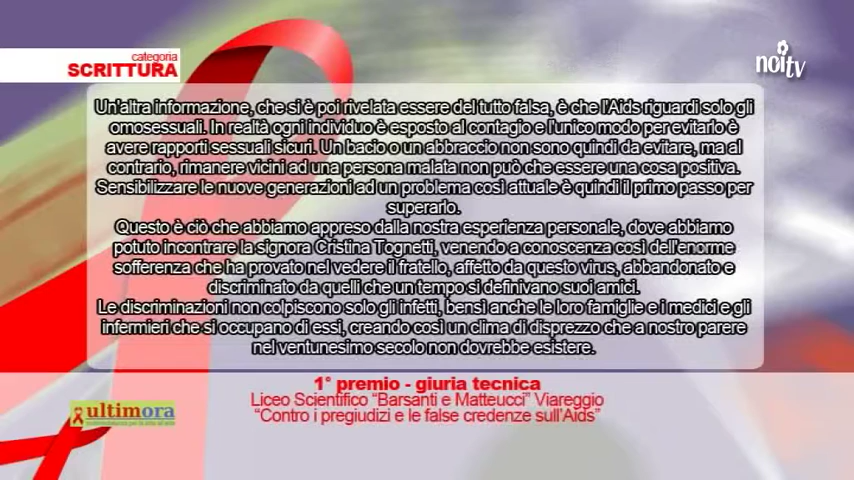 categoria
SCRITTURA
noitv
Un'altra informazione, che si è poi rivelata essere del tutto falsa, è che l'Aids riguardi solo gli
omosessuali. In realtà ogni individuo è esposto al contagio e l'unico modo per evitarlo è
avere rapporti sessuali sicuri. Un bacio o un abbraccio non sono quindi da evitare, ma al
contrario, rimanere vicini ad una persona malata non può che essere una cosa positiva.
Sensibilizzare le nuove generazioni ad un problema così attuale è quindi il primo passo per
superarlo.
Questo è ciò che abbiamo appreso dalla nostra esperienza personale, dove abbiamo
potuto incontrare la signora Cristina Tognetti, venendo a conoscenza così dell'enorme
sofferenza che ha provato nel vedere il fratello, affetto da questo virus, abbandonato e
discriminato da quelli che un tempo si definivano suoi amici.
Le discriminazioni non colpiscono solo gli infetti, bensì anche le loro famiglie e i medici e gli
infermieri che si occupano di essi, creando così un clima di disprezzo che a nostro parere
nel ventunesimo secolo non dovrebbe esistere.
1° premio - giuria tecnica
Liceo Scientifico "Barsanti e Matteucci" Viareggio
"Contro i pregiudizi e le false credenze sull'Aids"
ultimora